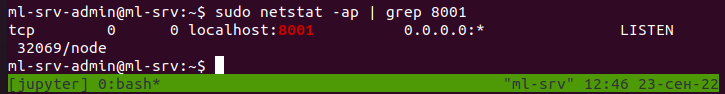 ml-srv-admin@ml-srv:~$ sudo netstat -ap | grep 8001
tcp        0      0 localhost:8001          0.0.0.0:*               LISTEN
 32069/node
ml-srv-admin@ml-srv:~$
[jupyter] 0:bash* "ml-srv" 12:46 23-сен-22